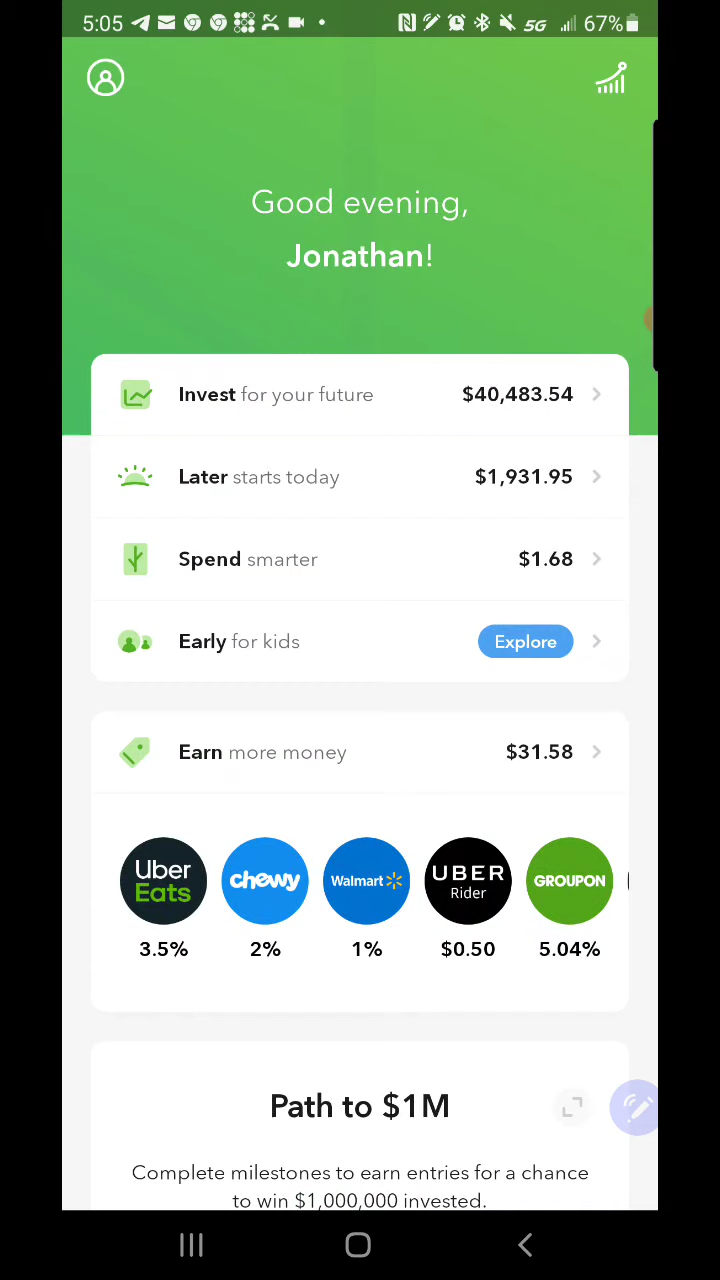 5:05 5G 67%
Good evening,
Jonathan!
Invest for your future $40,483.54
Later starts today $1,931.95
Spend smarter $1.68
Early for kids Explore
Earn more money $31.58
Uber Eats chewy Walmart UBER Rider GROUPON
3.5% 2% 1% $0.50 5.04%
Path to $1M
Complete milestones to earn entries for a chance
to win $1,000,000 invested.